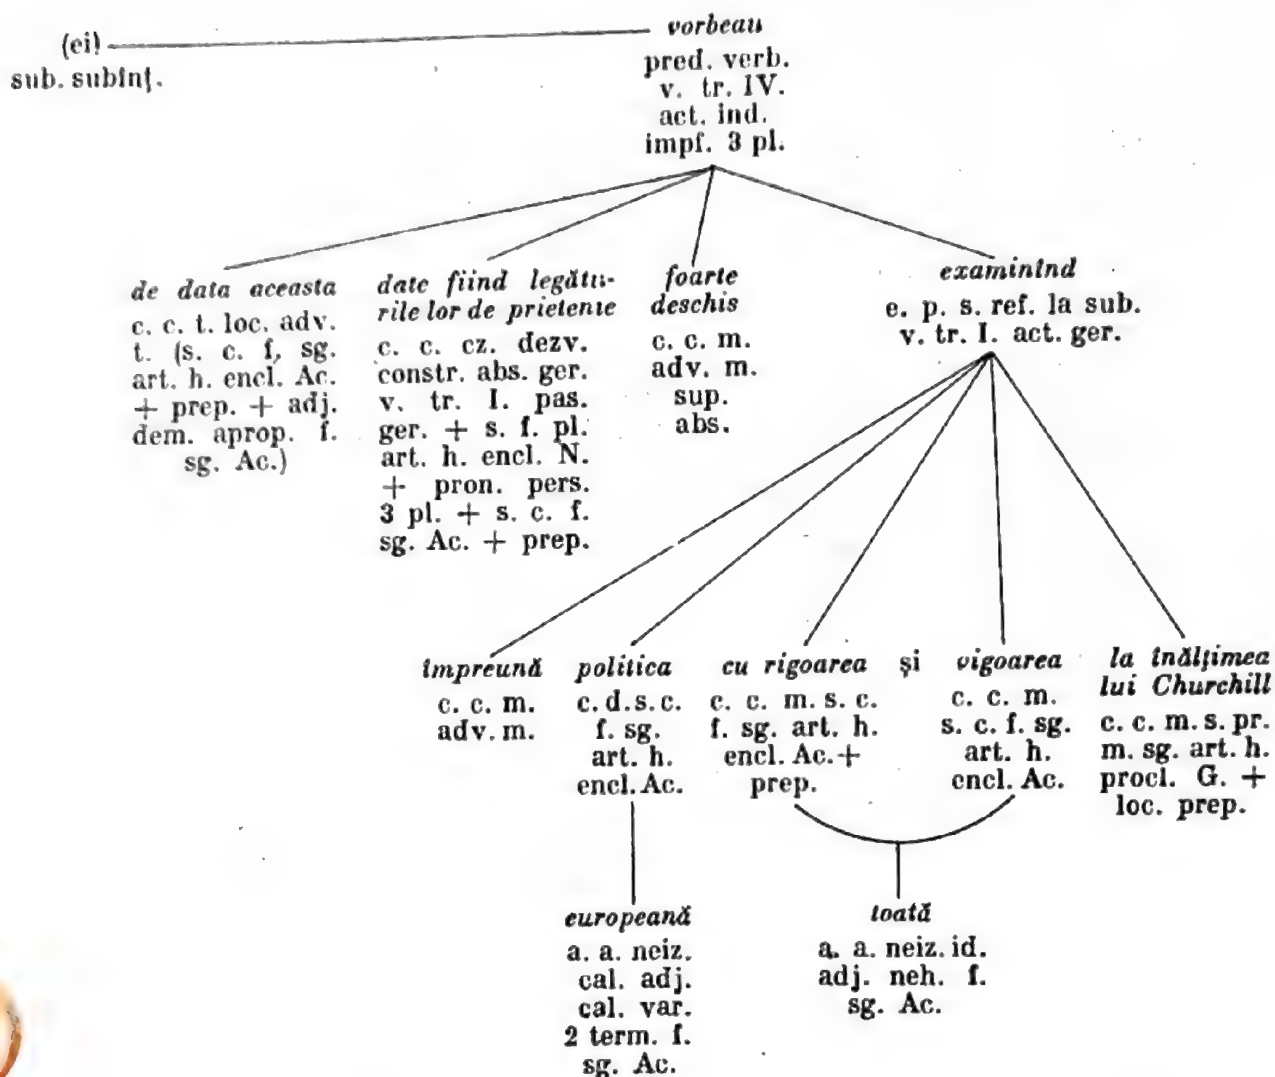 (ei)
sub. subînț.
vorbeau
pred. verb.
v. tr. IV.
act. ind.
impf. 3 pl.
de data aceasta
c. c. t. loc. adv.
t. (s. c. f, sg.
art. h. encl. Ac.
+ prep. + adj.
dem. aprop. f.
sg. Ac.)
date fiind legătu-
rile lor de prietenie
c. c. cz. dezv.
constr. abs. ger.
v. tr. I. pas.
ger. + s. f. pl.
art. h. encl. N.
+ pron. pers.
3 pl. + s. c. f.
sg. Ac. + prep.
foarte
deschis
c. c. m.
adv. m.
sup.
abs.
examinînd
e. p. s. ref. la sub.
v. tr. I. act. ger.
împreună
c. c. m.
adv. m.
politica
c. d. s. c.
f. sg.
art. h.
encl. Ac.
cu rigoarea
c. c. m. s. c.
f. sg. art. h.
encl. Ac. +
prep.
și
vigoarea
c. c. m.
s. c. f. sg.
art. h.
encl. Ac.
la înălțimea
lui Churchill
c. c. m. s. pr.
m. sg. art. h.
procl. G. +
loc. prep.
europeană
a. a. neiz.
cal. adj.
cal. var.
2 term. f.
sg. Ac.
toată
a. a. neiz. id.
adj. neh. f.
sg. Ac.